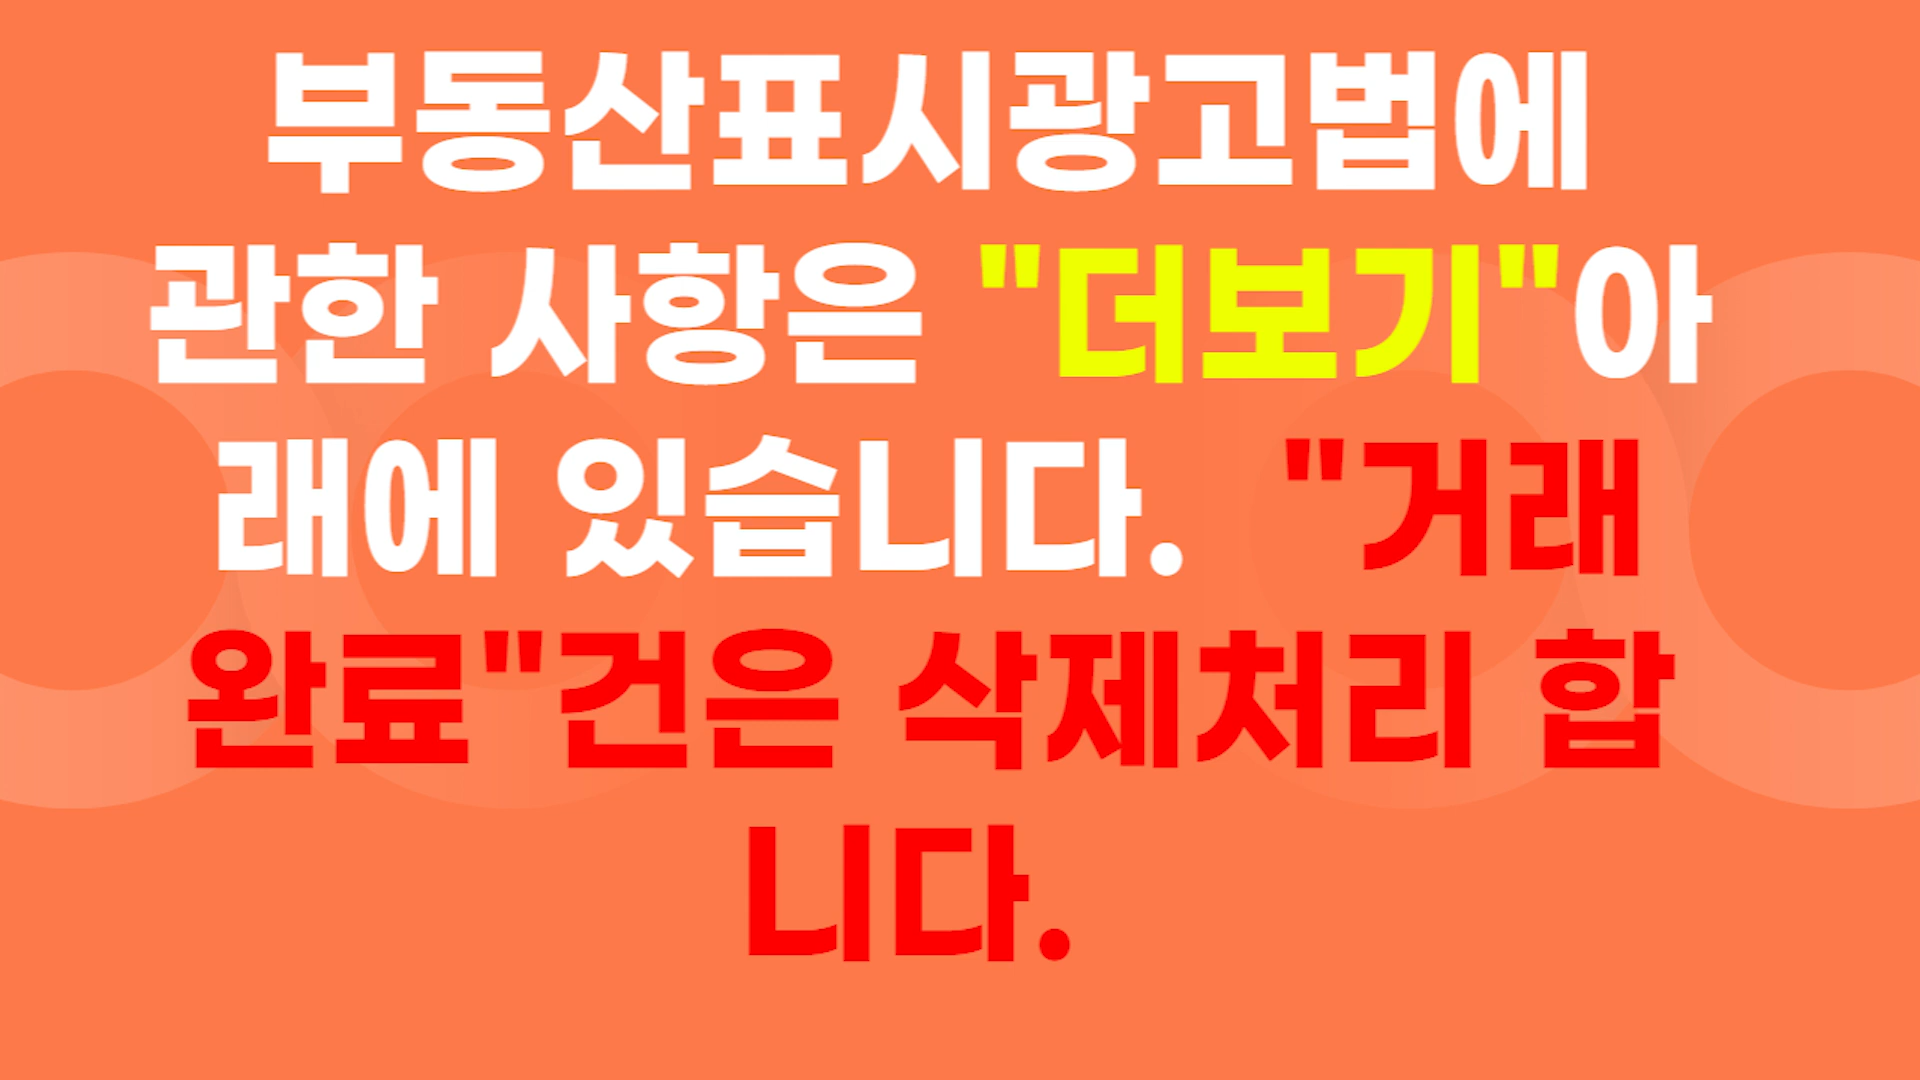 부동산표시광고법에
관한 사항은 "더보기"아
래에 있습니다. "거래
완료"건은 삭제처리 합
니다.